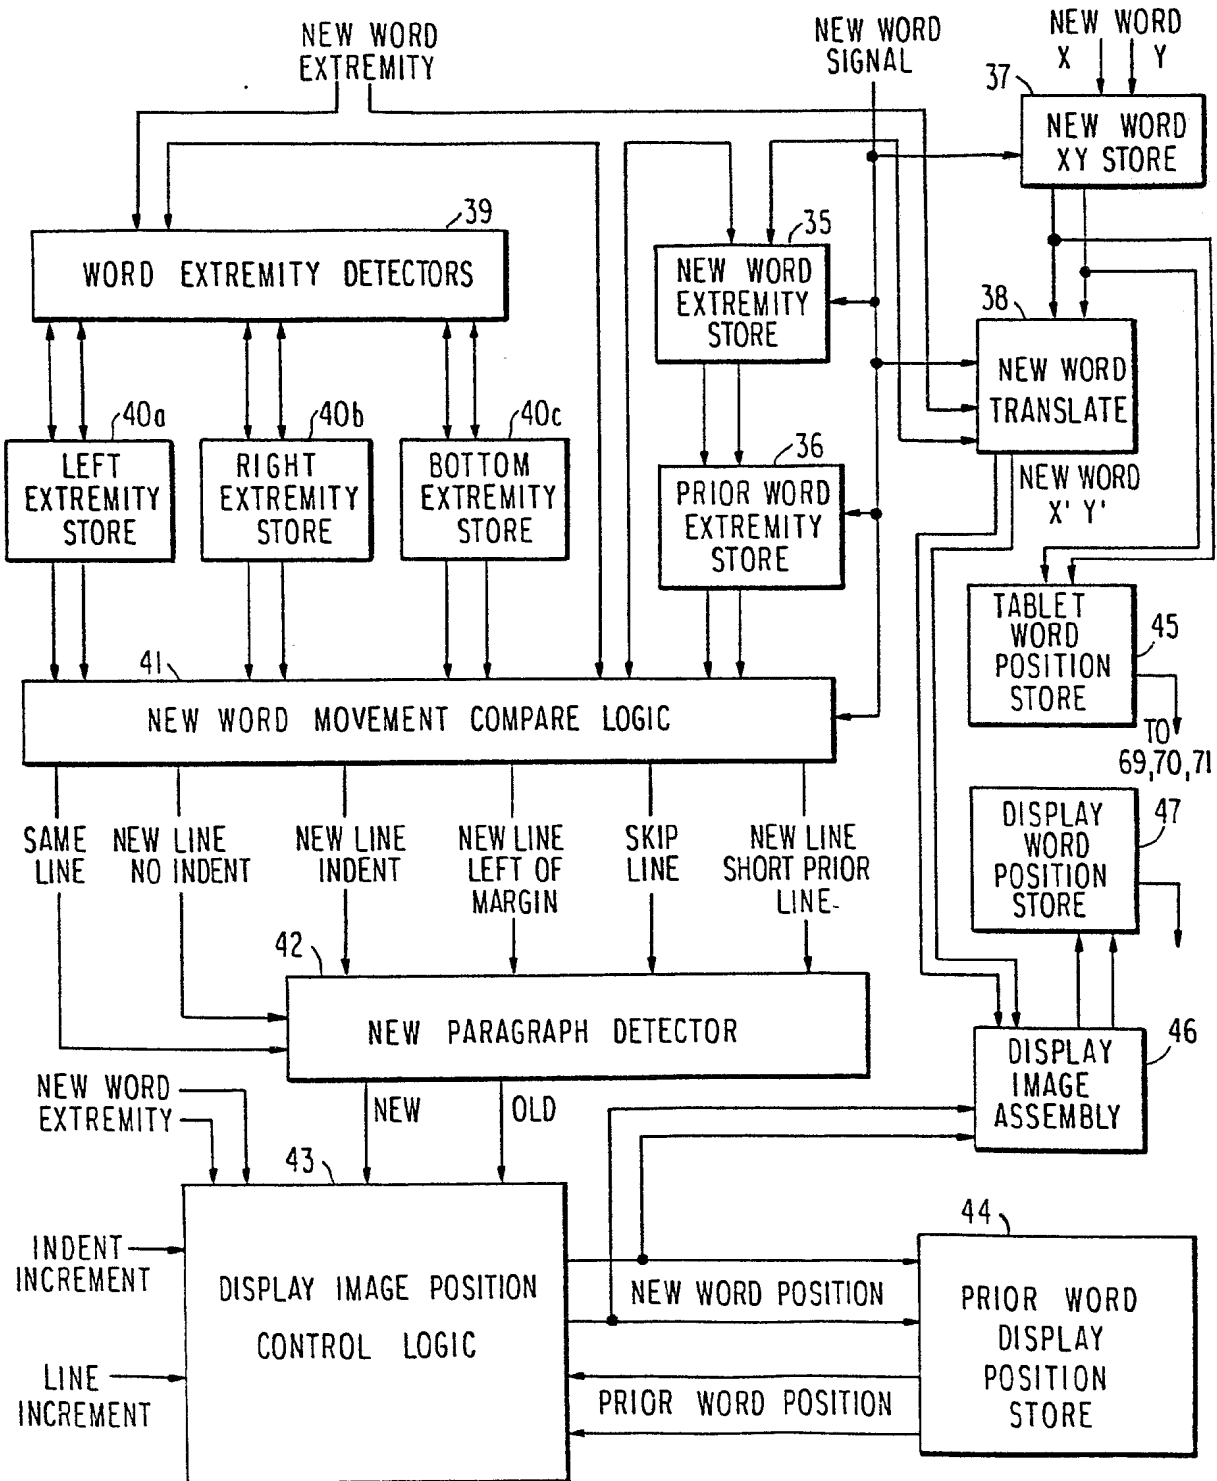 NEW WORD
EXTREMITY
NEW WORD
SIGNAL
NEW WORD
X Y
37
NEW WORD
XY STORE
39
WORD EXTREMITY DETECTORS
35
NEW WORD
EXTREMITY
STORE
38
NEW WORD
TRANSLATE
40a
LEFT
EXTREMITY
STORE
40b
RIGHT
EXTREMITY
STORE
40c
BOTTOM
EXTREMITY
STORE
36
PRIOR WORD
EXTREMITY
STORE
NEW WORD
X' Y'
TABLET
WORD
POSITION
STORE
45
TO
69,70,71
41
NEW WORD MOVEMENT COMPARE LOGIC
SAME
LINE
NEW LINE
NO INDENT
NEW LINE
INDENT
NEW LINE
LEFT OF
MARGIN
SKIP
LINE
NEW LINE
SHORT PRIOR
LINE
DISPLAY
WORD
POSITION
STORE
47
42
NEW PARAGRAPH DETECTOR
DISPLAY
IMAGE
ASSEMBLY
46
NEW WORD
EXTREMITY
NEW
OLD
43
DISPLAY IMAGE POSITION
CONTROL LOGIC
INDENT
INCREMENT
LINE
INCREMENT
NEW WORD POSITION
PRIOR WORD POSITION
44
PRIOR WORD
DISPLAY
POSITION
STORE